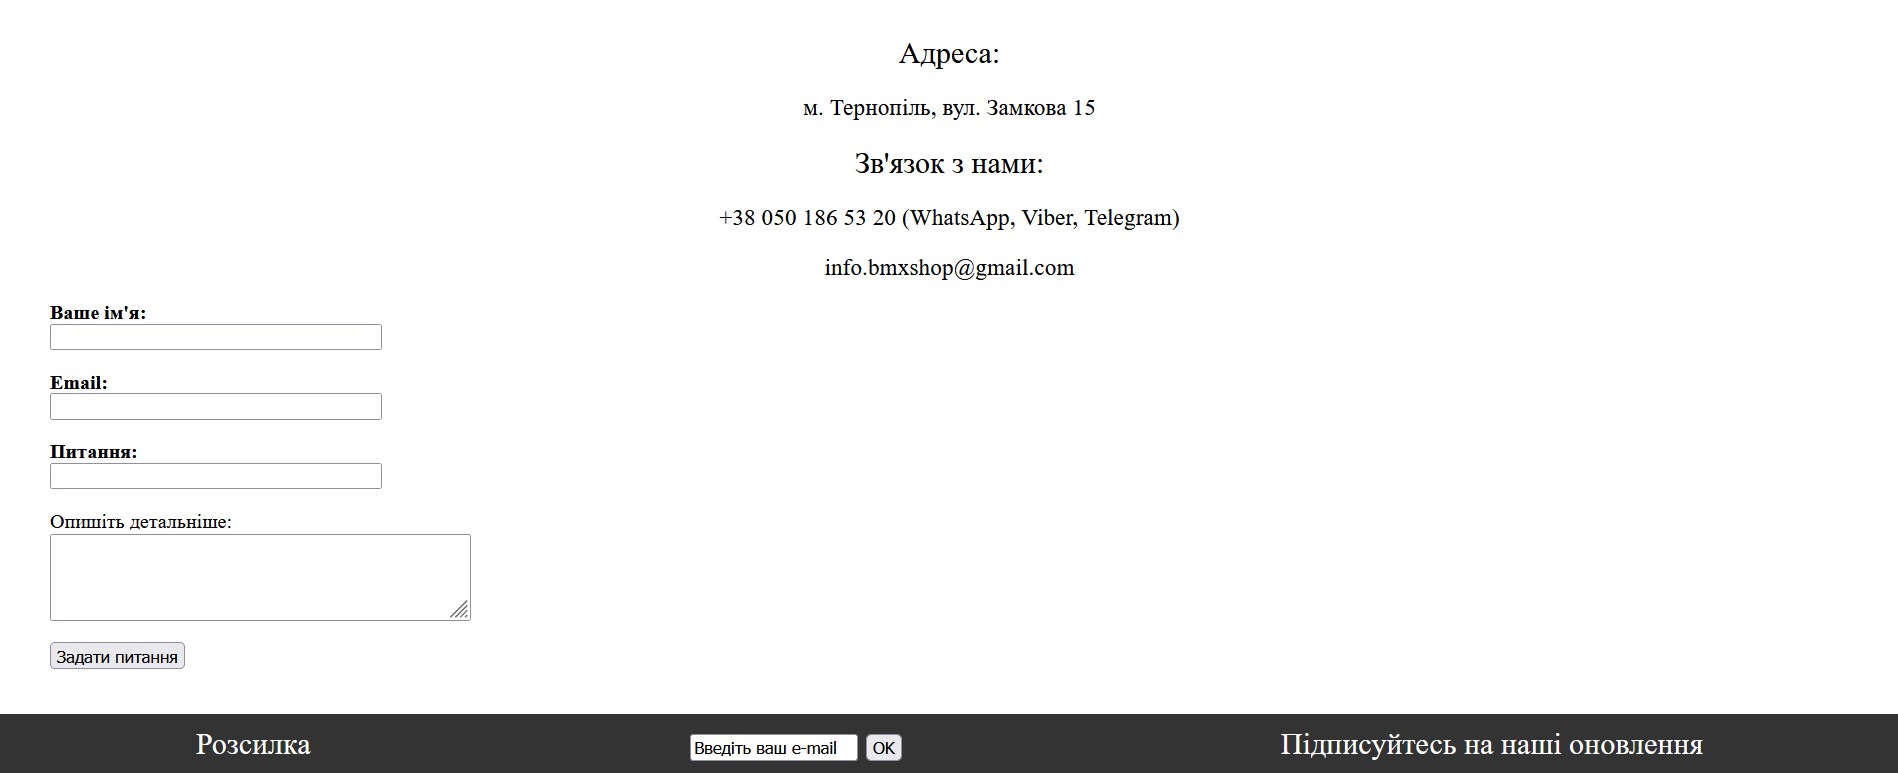 Адреса:
м. Тернопіль, вул. Замкова 15
Зв'язок з нами:
+38 050 186 53 20 (WhatsApp, Viber, Telegram)
info.bmxshop@gmail.com
Ваше ім'я:
Email:
Питання:
Опишіть детальніше:
Задати питання
Розсилка
Введіть ваш e-mail OK
Підписуйтесь на наші оновлення